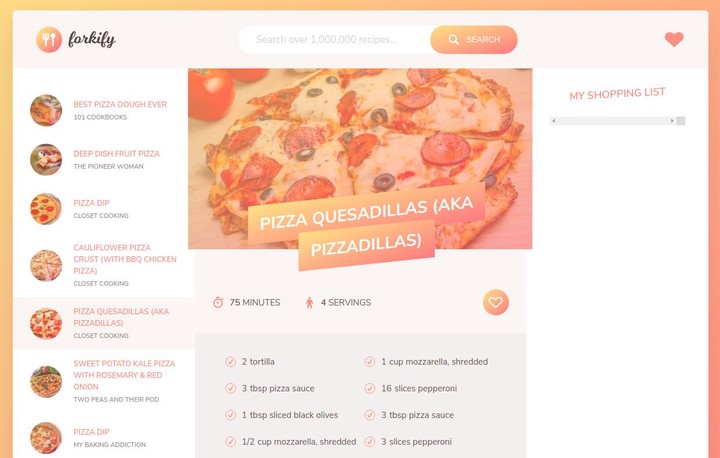 forkify
Search over 1,000,000 recipes...
SEARCH
BEST PIZZA DOUGH EVER
101 COOKBOOKS
DEEP DISH FRUIT PIZZA
THE PIONEER WOMAN
PIZZA DIP
CLOSET COOKING
CAULIFLOWER PIZZA
CRUST (WITH BBQ CHICKEN
PIZZA)
CLOSET COOKING
PIZZA QUESADILLAS (AKA
PIZZADILLAS)
CLOSET COOKING
SWEET POTATO KALE PIZZA
WITH ROSEMARY & RED
ONION
TWO PEAS AND THEIR POD
PIZZA DIP
MY BAKING ADDICTION
PIZZA QUESADILLAS (AKA
PIZZADILLAS)
75 MINUTES
4 SERVINGS
2 tortilla
1 cup mozzarella, shredded
3 tbsp pizza sauce
16 slices pepperoni
1 tbsp sliced black olives
3 tbsp pizza sauce
1/2 cup mozzarella, shredded
3 slices pepperoni
MY SHOPPING LIST